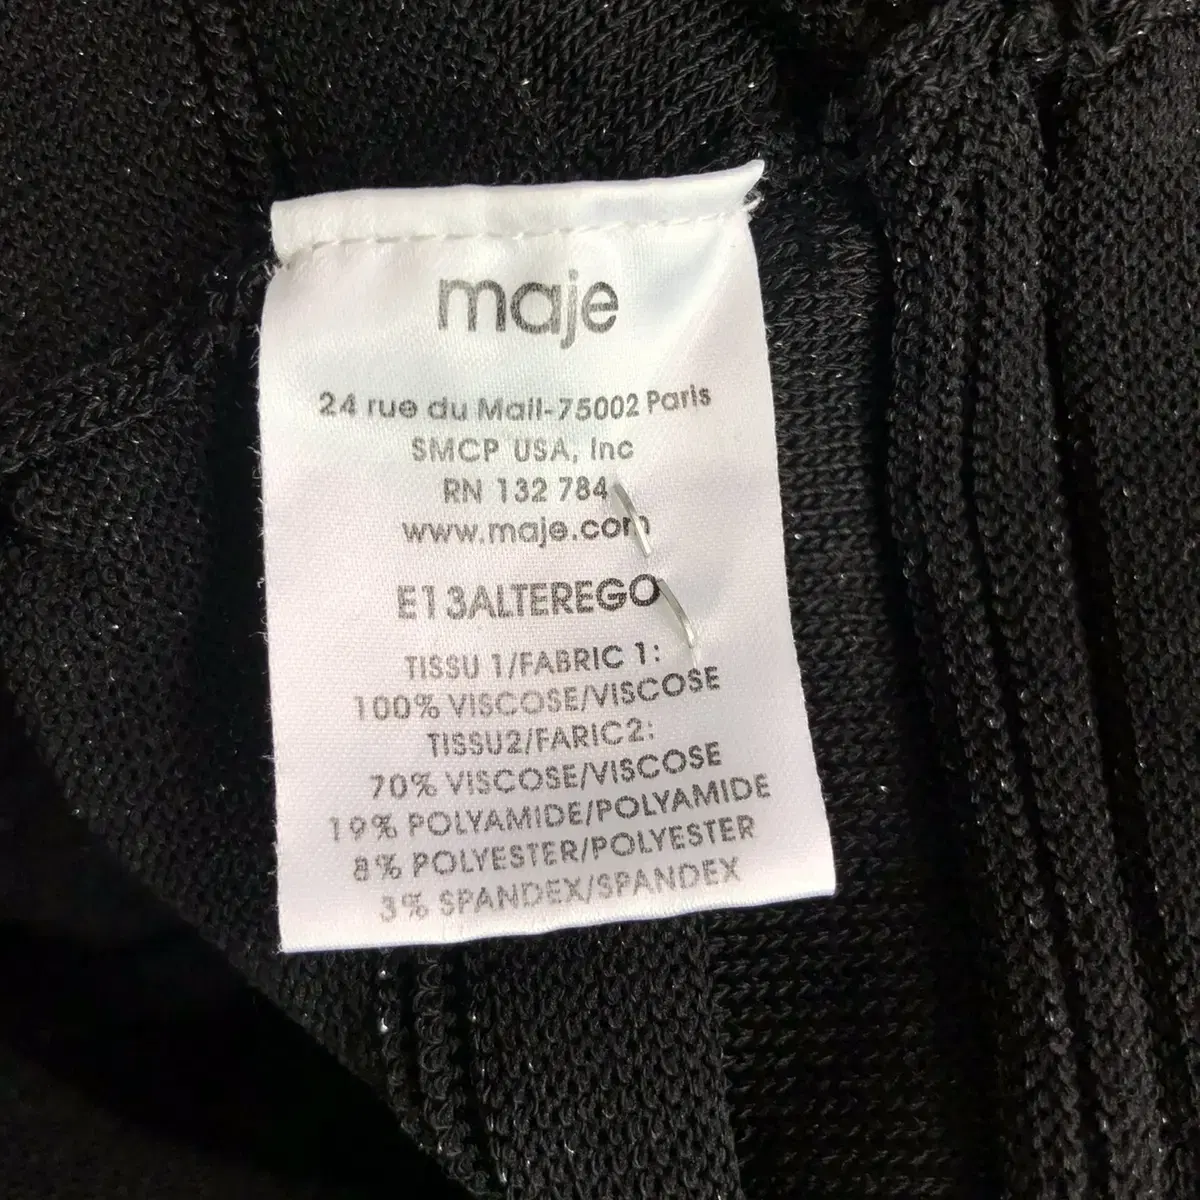 maje
24 rue du Mail-75002 Paris
SMCP USA, Inc
RN 132 784
www.maje.com
E13ALTEREGO
TISSU 1/FABRIC 1:
100% VISCOSE/VISCOSE
TISSU2/FARIC2:
70% VISCOSE/VISCOSE
19% POLYAMIDE/POLYAMIDE
8% POLYESTER/POLYESTER
3% SPANDEX/SPANDEX